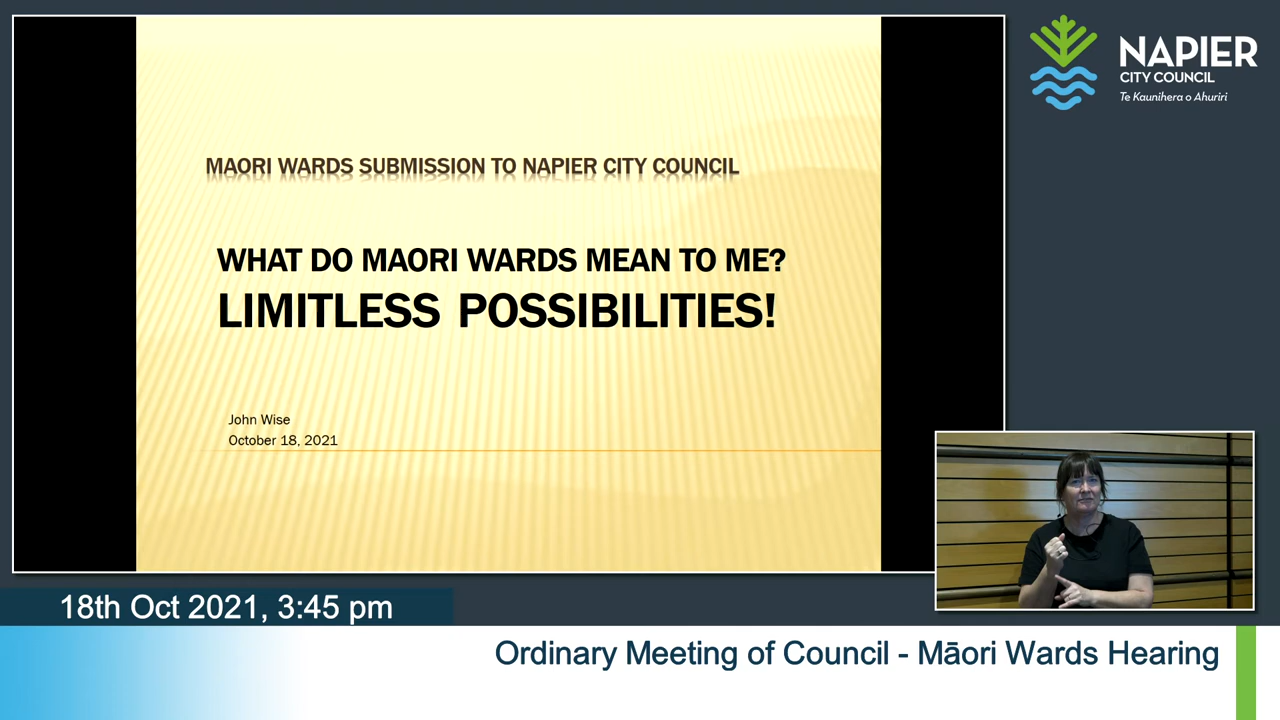 MAORI WARDS SUBMISSION TO NAPIER CITY COUNCIL
WHAT DO MAORI WARDS MEAN TO ME?
LIMITLESS POSSIBILITIES!
John Wise
October 18, 2021
NAPIER
CITY COUNCIL
Te Kaunihera o Ahuriri
18th Oct 2021, 3:45 pm
Ordinary Meeting of Council - Māori Wards Hearing